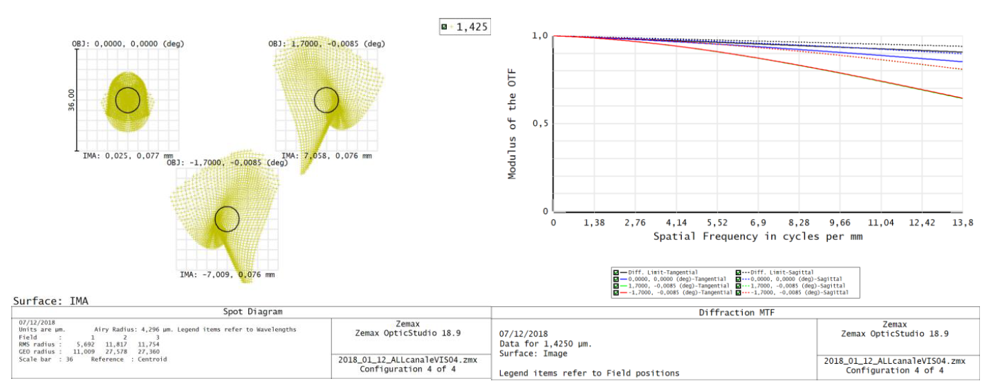 1,425
OBJ: 0,0000, 0,0000 (deg)
OBJ: 1,7000, -0,0085 (deg)
36,00
IMA: 0,025, 0,077 mm
IMA: 7,058, 0,076 mm
OBJ: -1,7000, -0,0085 (deg)
IMA: -7,009, 0,076 mm
Surface: IMA
Spot Diagram
07/12/2018
Units are µm. Airy Radius: 4,296 µm. Legend items refer to Wavelengths
Field : 1 2 3
RMS radius : 5,692 11,817 11,754
GEO radius : 11,009 27,578 27,360
Scale bar : 36 Reference : Centroid
Zemax
Zemax OpticStudio 18.9
2018_01_12_ALLcanaleVIS04.zmx
Configuration 4 of 4
Modulus of the OTF
1,0
0,5
0
0 1,38 2,76 4,14 5,52 6,9 8,28 9,66 11,04 12,42 13,8
Spatial Frequency in cycles per mm
Diff. Limit-Tangential
0,0000, 0,0000 (deg)-Tangential
1,7000, -0,0085 (deg)-Tangential
-1,7000, -0,0085 (deg)-Tangential
Diff. Limit-Sagittal
0,0000, 0,0000 (deg)-Sagittal
1,7000, -0,0085 (deg)-Sagittal
-1,7000, -0,0085 (deg)-Sagittal
Diffraction MTF
07/12/2018
Data for 1,4250 µm.
Surface: Image
Legend items refer to Field positions
Zemax
Zemax OpticStudio 18.9
2018_01_12_ALLcanaleVIS04.zmx
Configuration 4 of 4